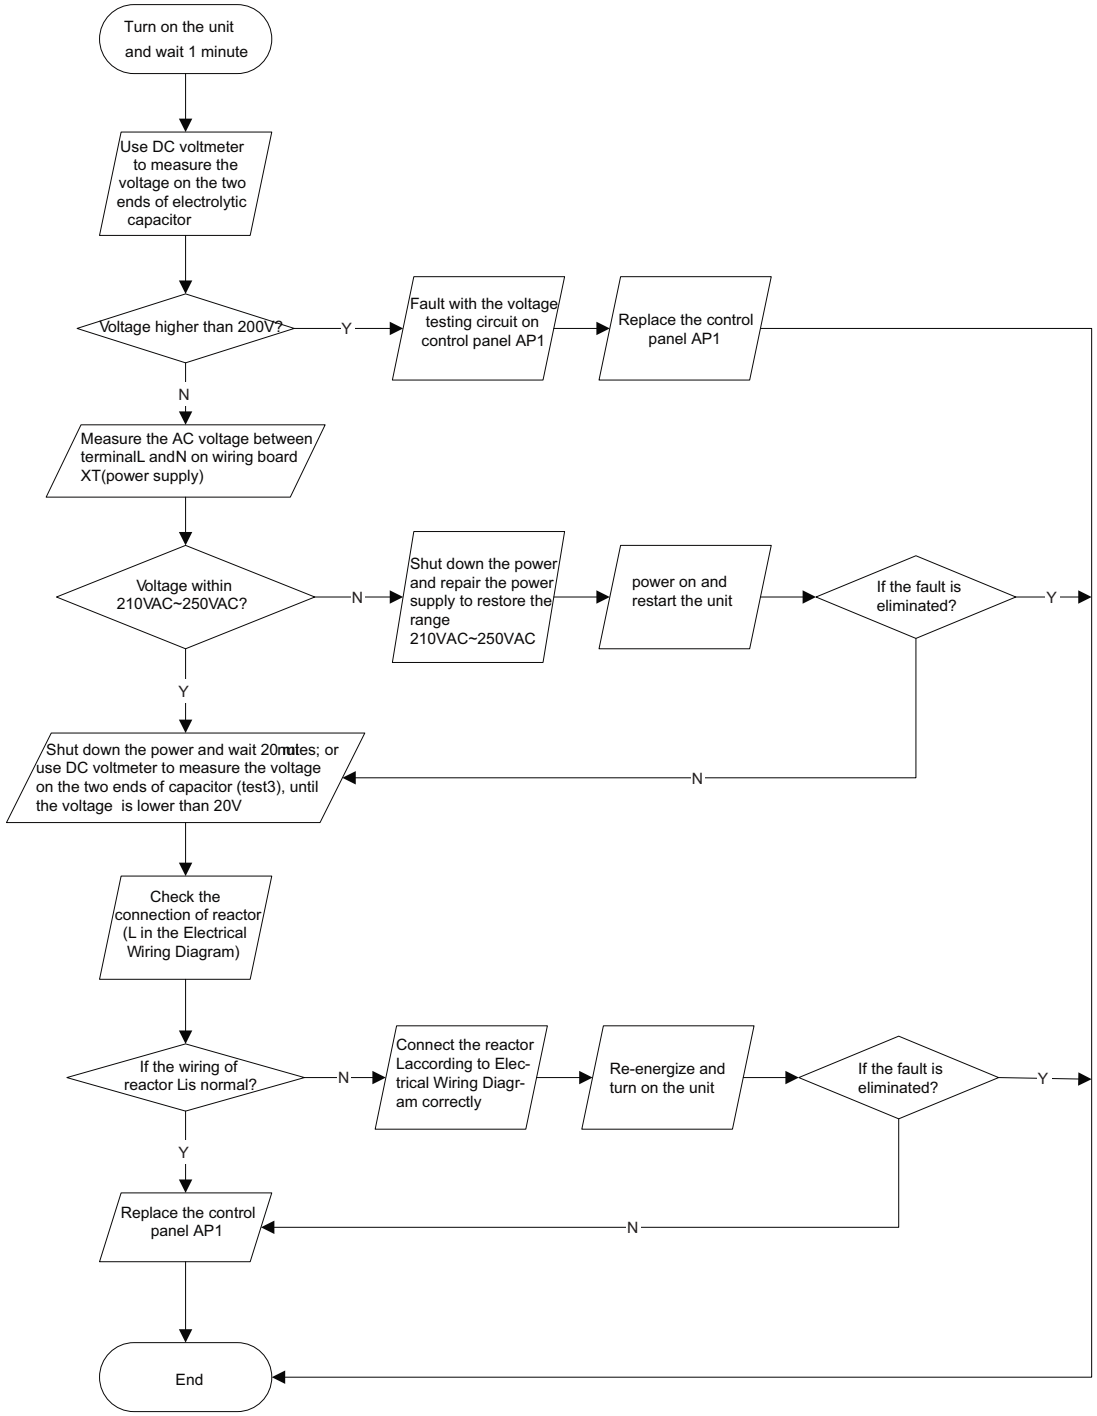 Turn on the unit
and wait 1 minute
Use DC voltmeter
to measure the
voltage on the two
ends of electrolytic
capacitor
Voltage higher than 200V?
Y
Fault with the voltage
testing circuit on
control panel AP1
Replace the control
panel AP1
N
Measure the AC voltage between
terminalL andN on wiring board
XT(power supply)
Voltage within
210VAC~250VAC?
N
Shut down the power
and repair the power
supply to restore the
range
210VAC~250VAC
power on and
restart the unit
If the fault is
eliminated?
Y
Y
Shut down the power and wait 20 ; or
use DC voltmeter to measure the voltage
on the two ends of capacitor (test3), until
the voltage is lower than 20V
N
Check the
connection of reactor
(L in the Electrical
Wiring Diagram)
If the wiring of
reactor Lis normal?
N
Connect the reactor
Laccording to Elec-
trical Wiring Diagr-
am correctly
Re-energize and
turn on the unit
If the fault is
eliminated?
Y
Y
Replace the control
panel AP1
N
End